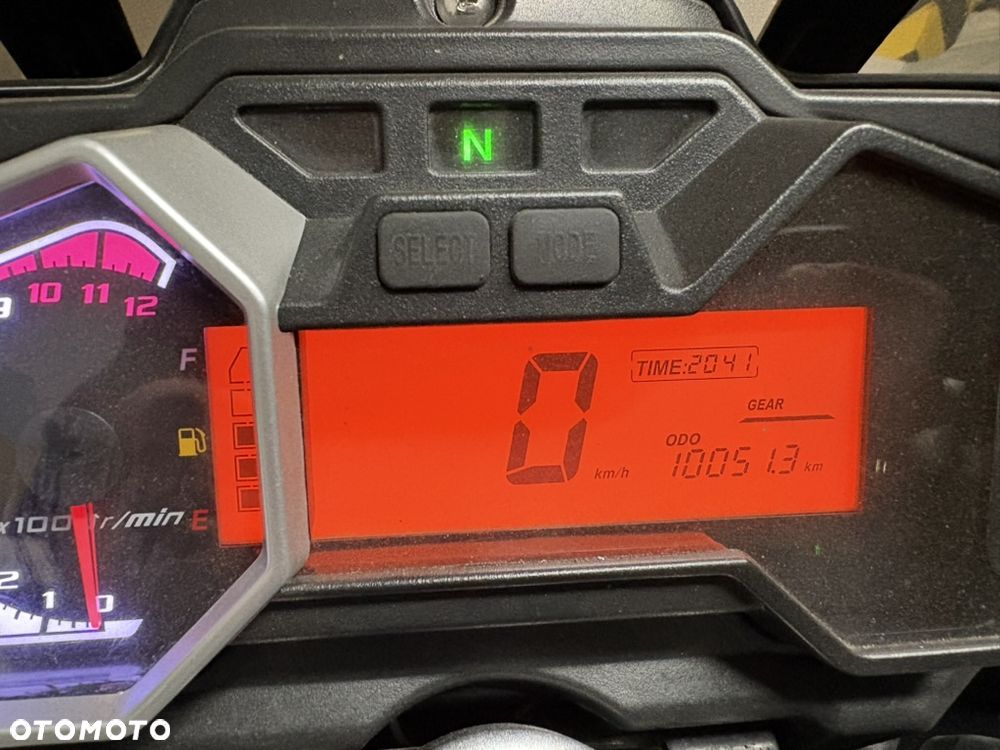 N
SELECT MODE
9 10 11 12
F
TIME:2041
0 km/h
GEAR
ODO
10051.3 km
x1000r/min E
2 1 0
OTOMOTO